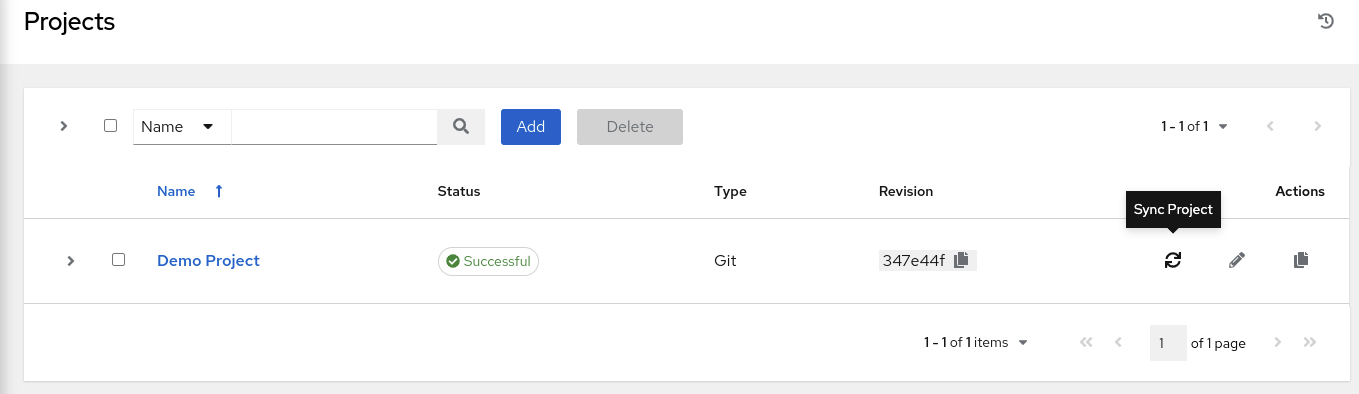 Projects
Name Add Delete 1 - 1 of 1
Name Status Type Revision Actions
Sync Project
Demo Project Successful Git 347e44f
1 - 1 of 1 items 1 of 1 page